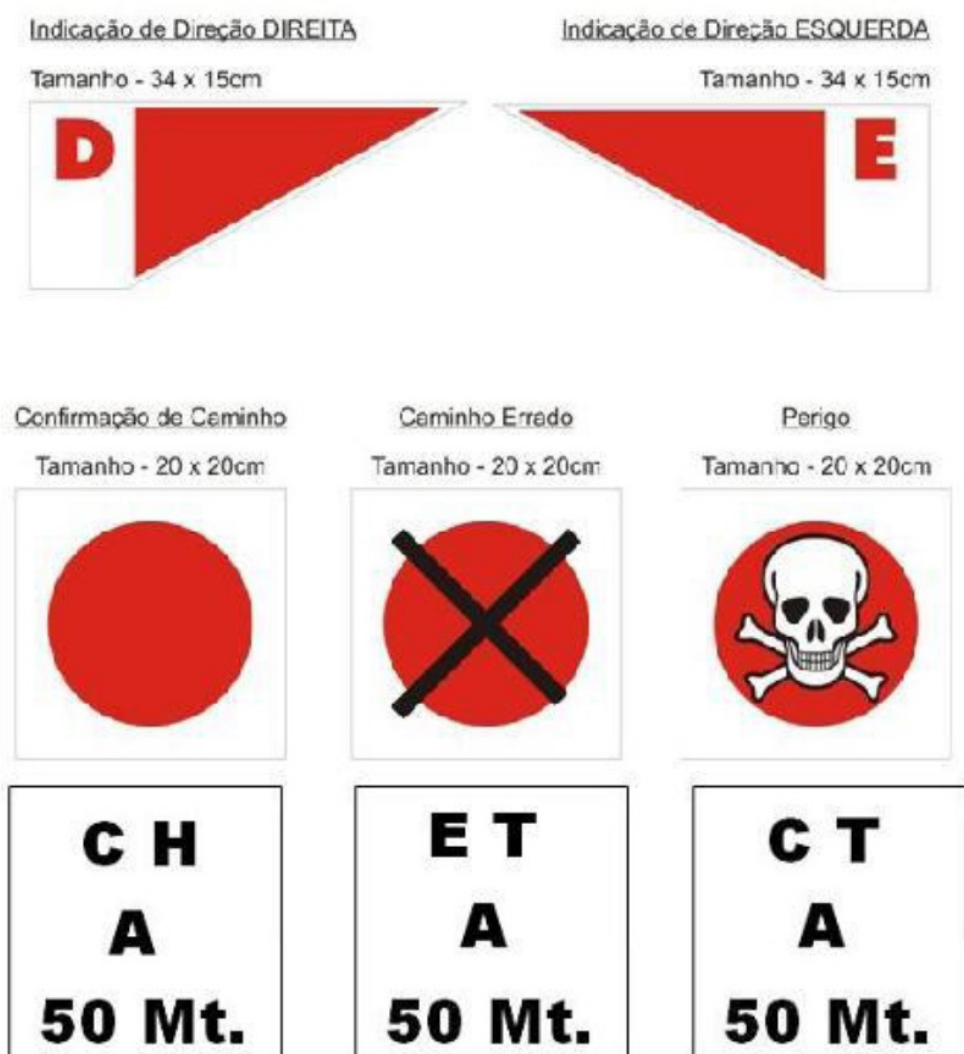 Indicação de Direção DIREITA
Indicação de Direção ESQUERDA
Tamanho - 34 x 15cm
Tamanho - 34 x 15cm
D
E
Confirmação de Caminho
Caminho Errado
Perigo
Tamanho - 20 x 20cm
Tamanho - 20 x 20cm
Tamanho - 20 x 20cm
C H
A
50 Mt.
E T
A
50 Mt.
C T
A
50 Mt.